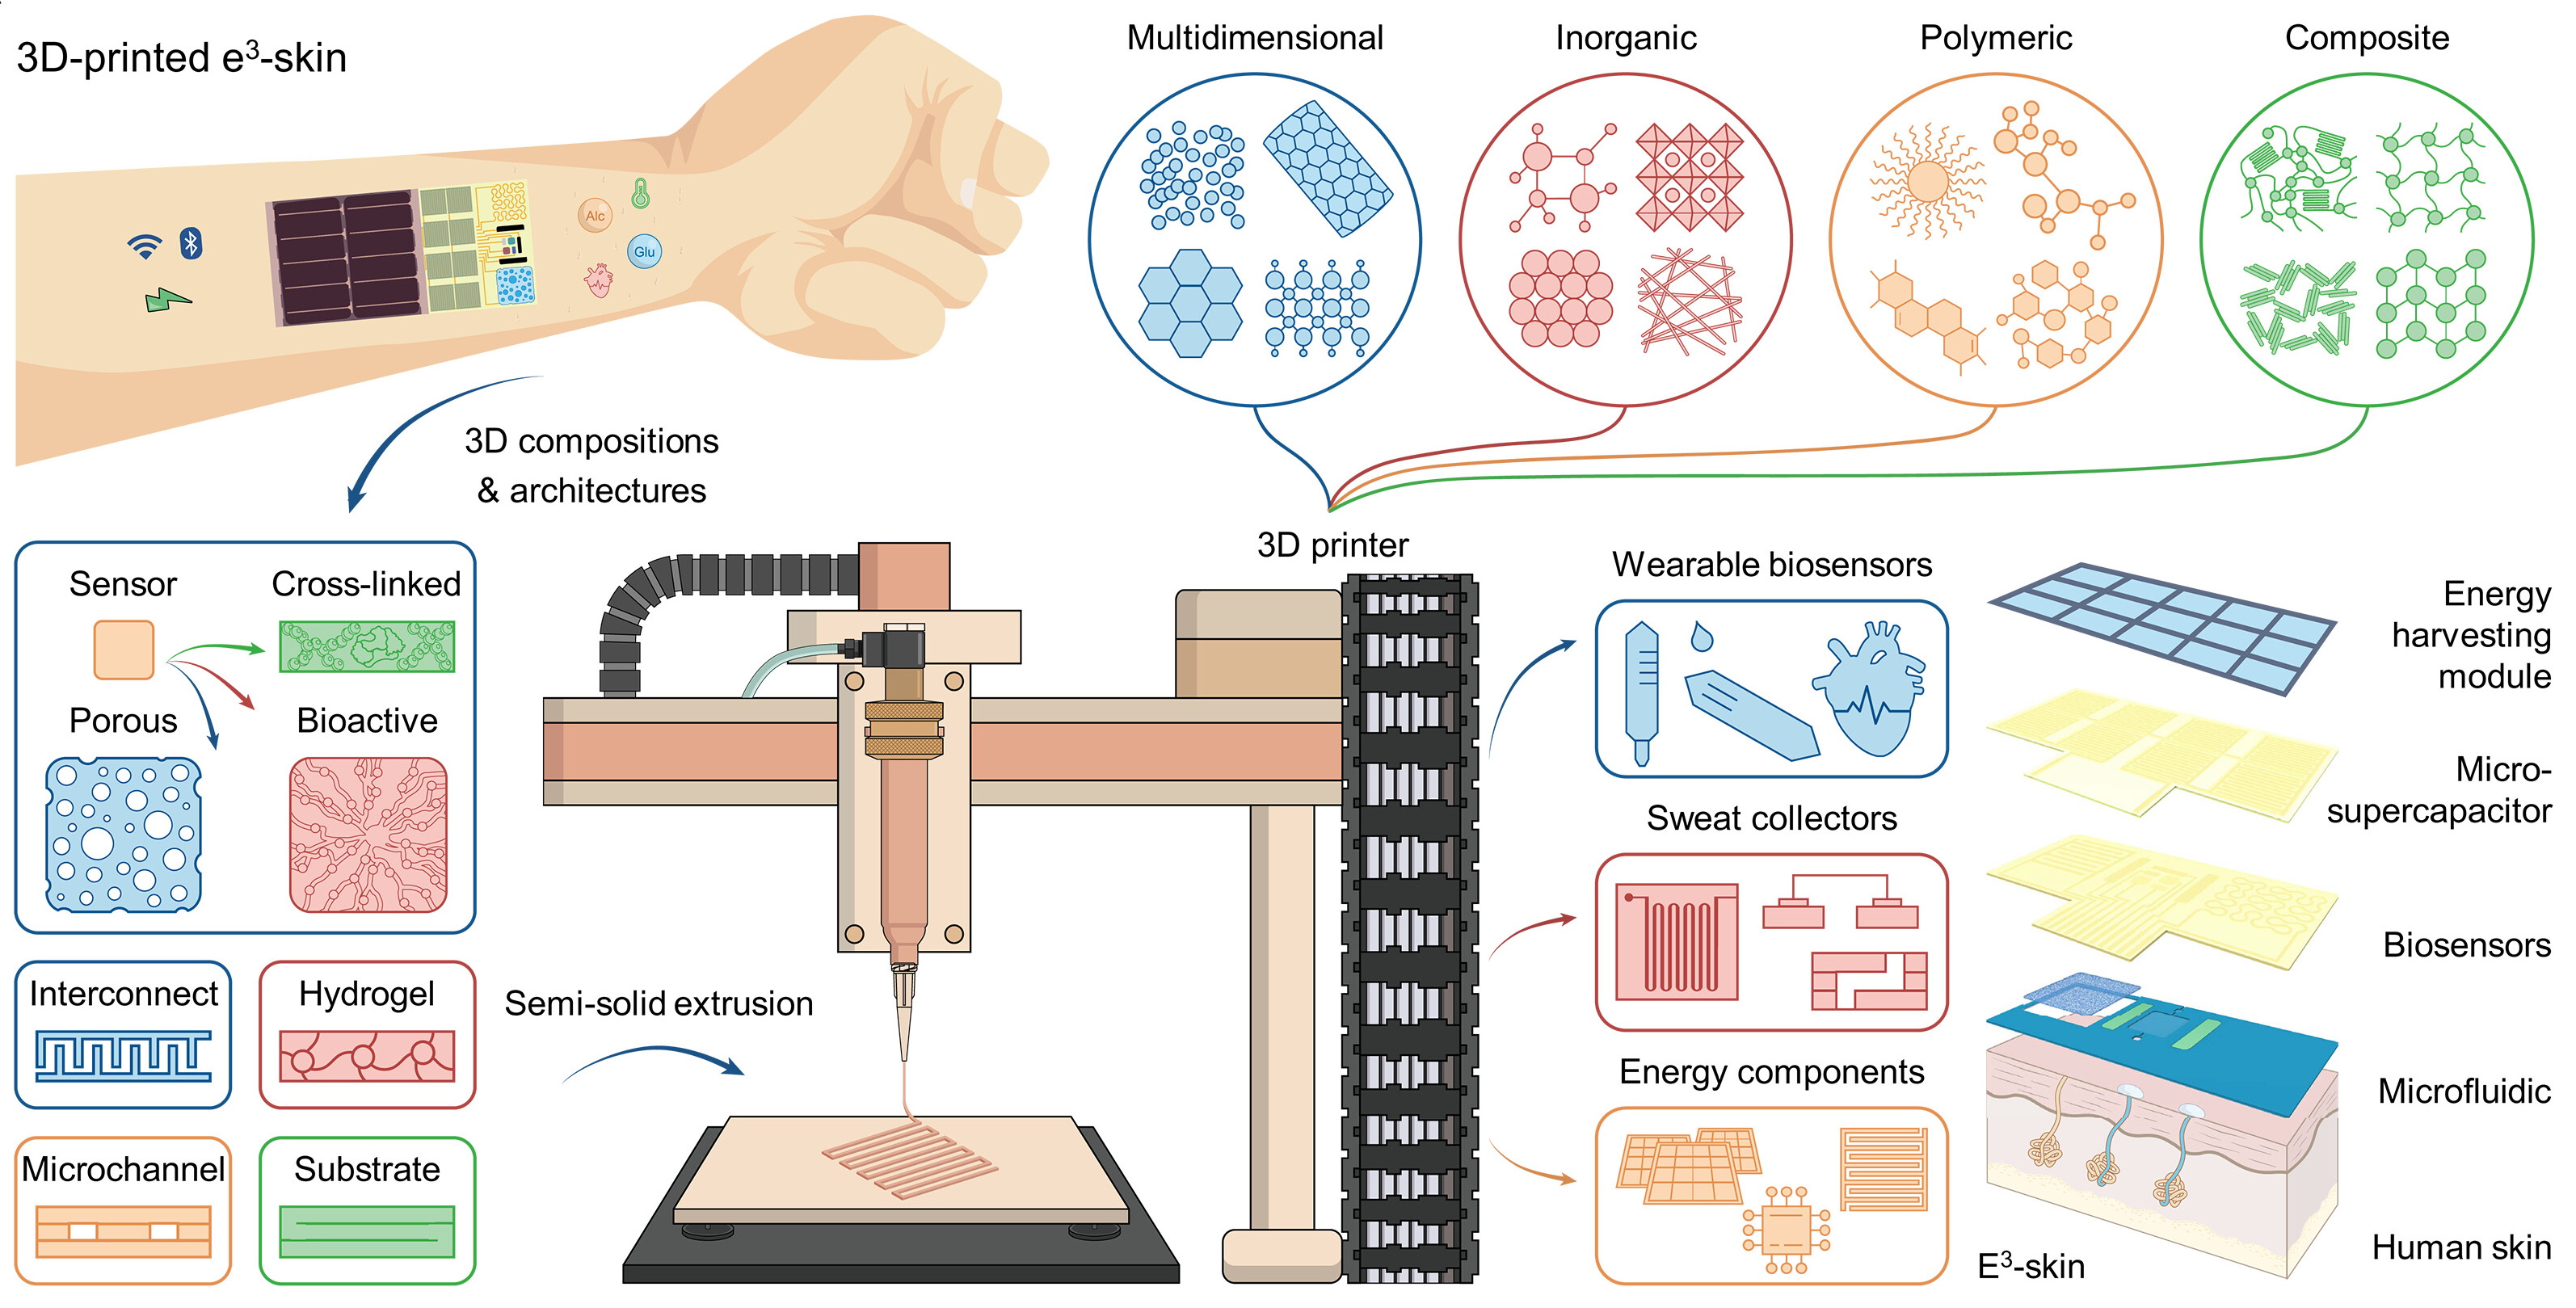 3D-printed e³-skin
Alc
Glu
Multidimensional
Inorganic
Polymeric
Composite
3D compositions
& architectures
Sensor
Cross-linked
Porous
Bioactive
Interconnect
Hydrogel
Microchannel
Substrate
Semi-solid extrusion
3D printer
Wearable biosensors
Sweat collectors
Energy components
Energy
harvesting
module
Micro-
supercapacitor
Biosensors
Microfluidic
Human skin
E³-skin